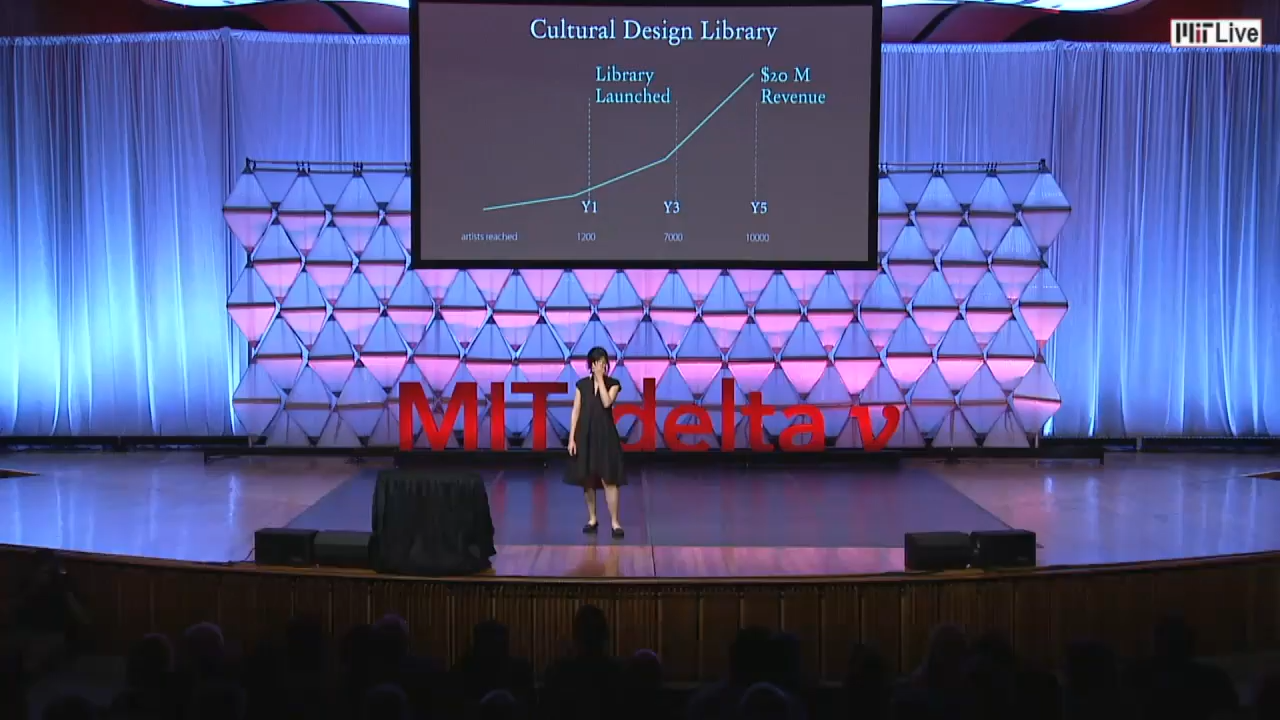 MIT Live
Cultural Design Library
Library
Launched
$20 M
Revenue
Y1 Y3 Y5
artists reached 1200 7000 10000
MIT delta v